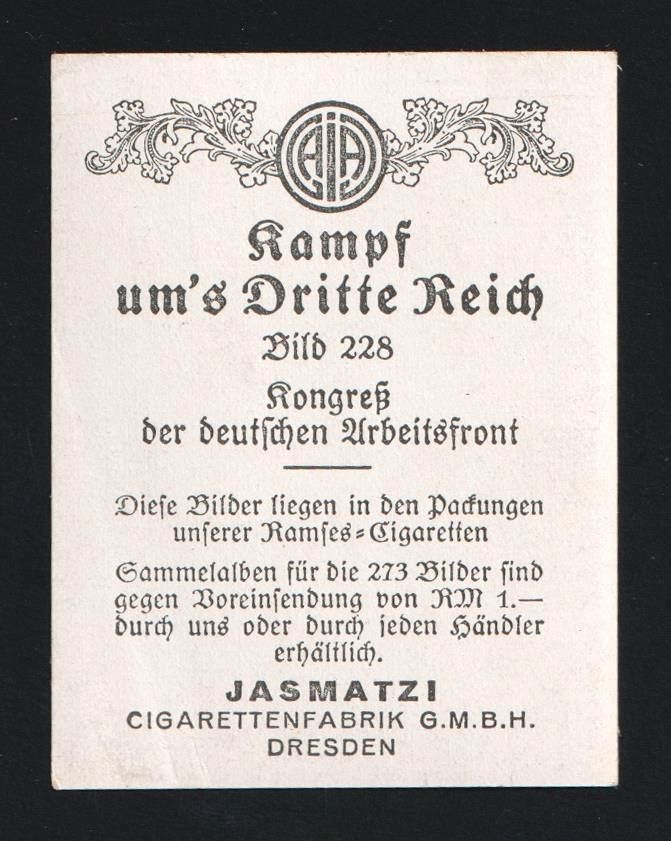 Kampf
um's Dritte Reich
Bild 228
Kongreß
der deutschen Arbeitsfront
Diese Bilder liegen in den Packungen
unserer Ramses-Cigaretten
Sammelalben für die 273 Bilder sind
gegen Voreinsendung von RM 1.—
durch uns oder durch jeden Händler
erhältlich.
JASMATZI
CIGARETTENFABRIK G.M.B.H.
DRESDEN